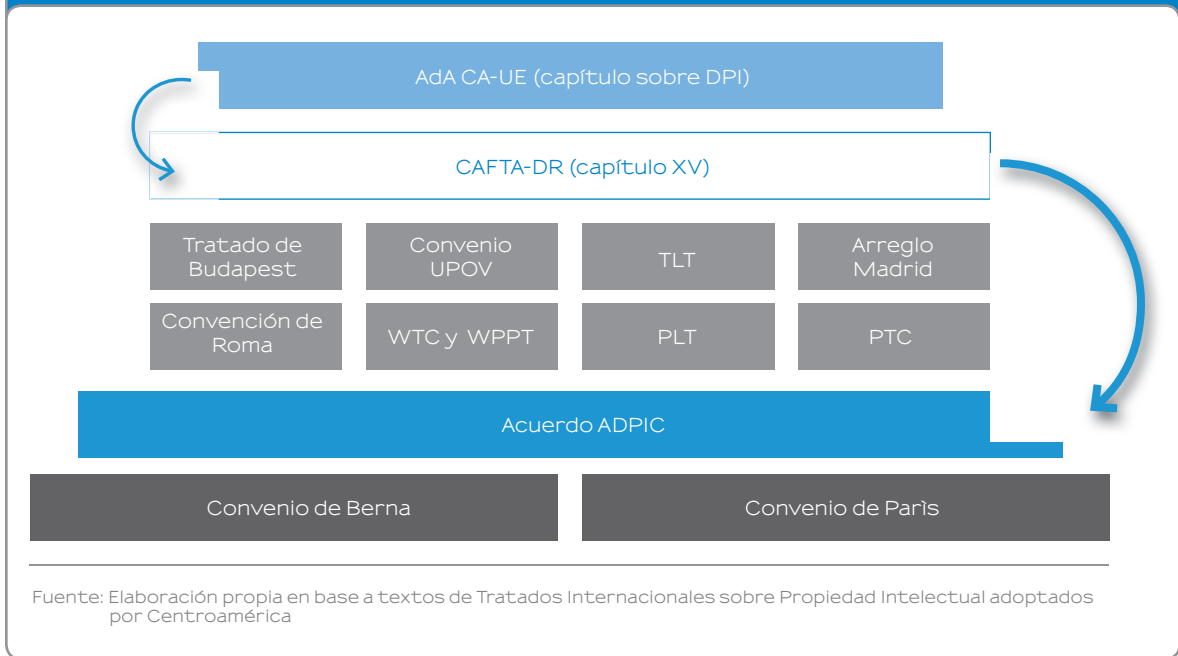 AdA CA-UE (capítulo sobre DPI)
CAFTA-DR (capítulo XV)
Tratado de
Budapest
Convenio
UPOV
TLT
Arreglo
Madrid
Convención de
Roma
WTC y WPPT
PLT
PTC
Acuerdo ADPIC
Convenio de Berna
Convenio de Parìs
Fuente: Elaboración propia en base a textos de Tratados Internacionales sobre Propiedad Intelectual adoptados
por Centroamérica